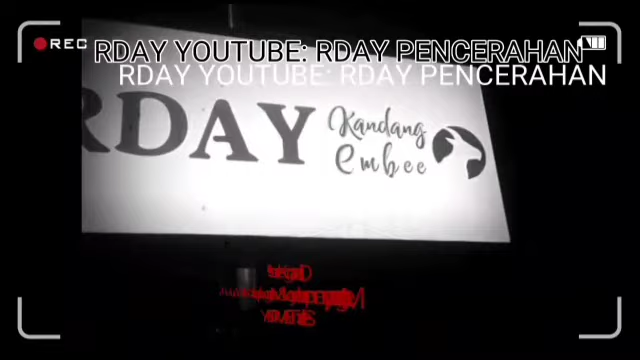 REC
RDAY YOUTUBE: RDAY PENCERAHAN
RDAY YOUTUBE: RDAY PENCERAHAN
RDAY
Kandang
Embee